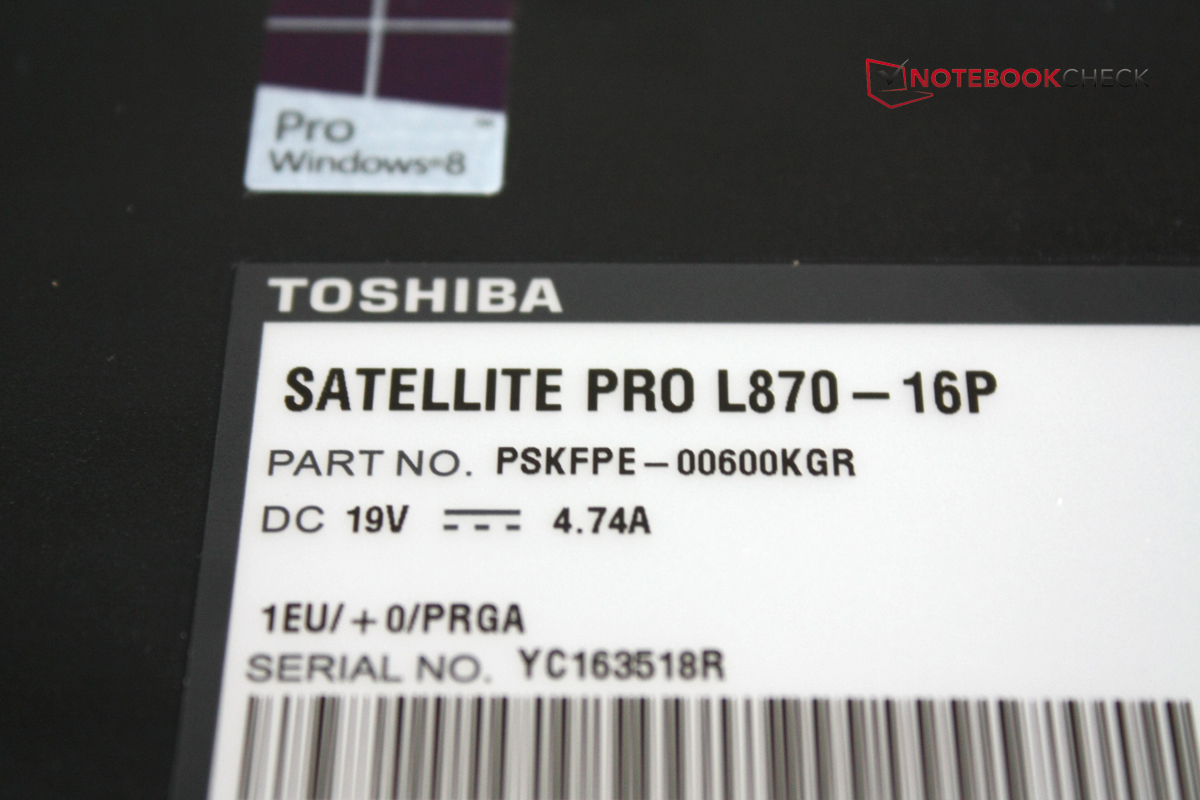 NOTEBOOKCHECK
Pro
Windows 8
TOSHIBA
SATELLITE PRO L870-16P
PART NO. PSKFPE-00600KGR
DC 19V 4.74A
1EU/+0/PRGA
SERIAL NO. YC163518R